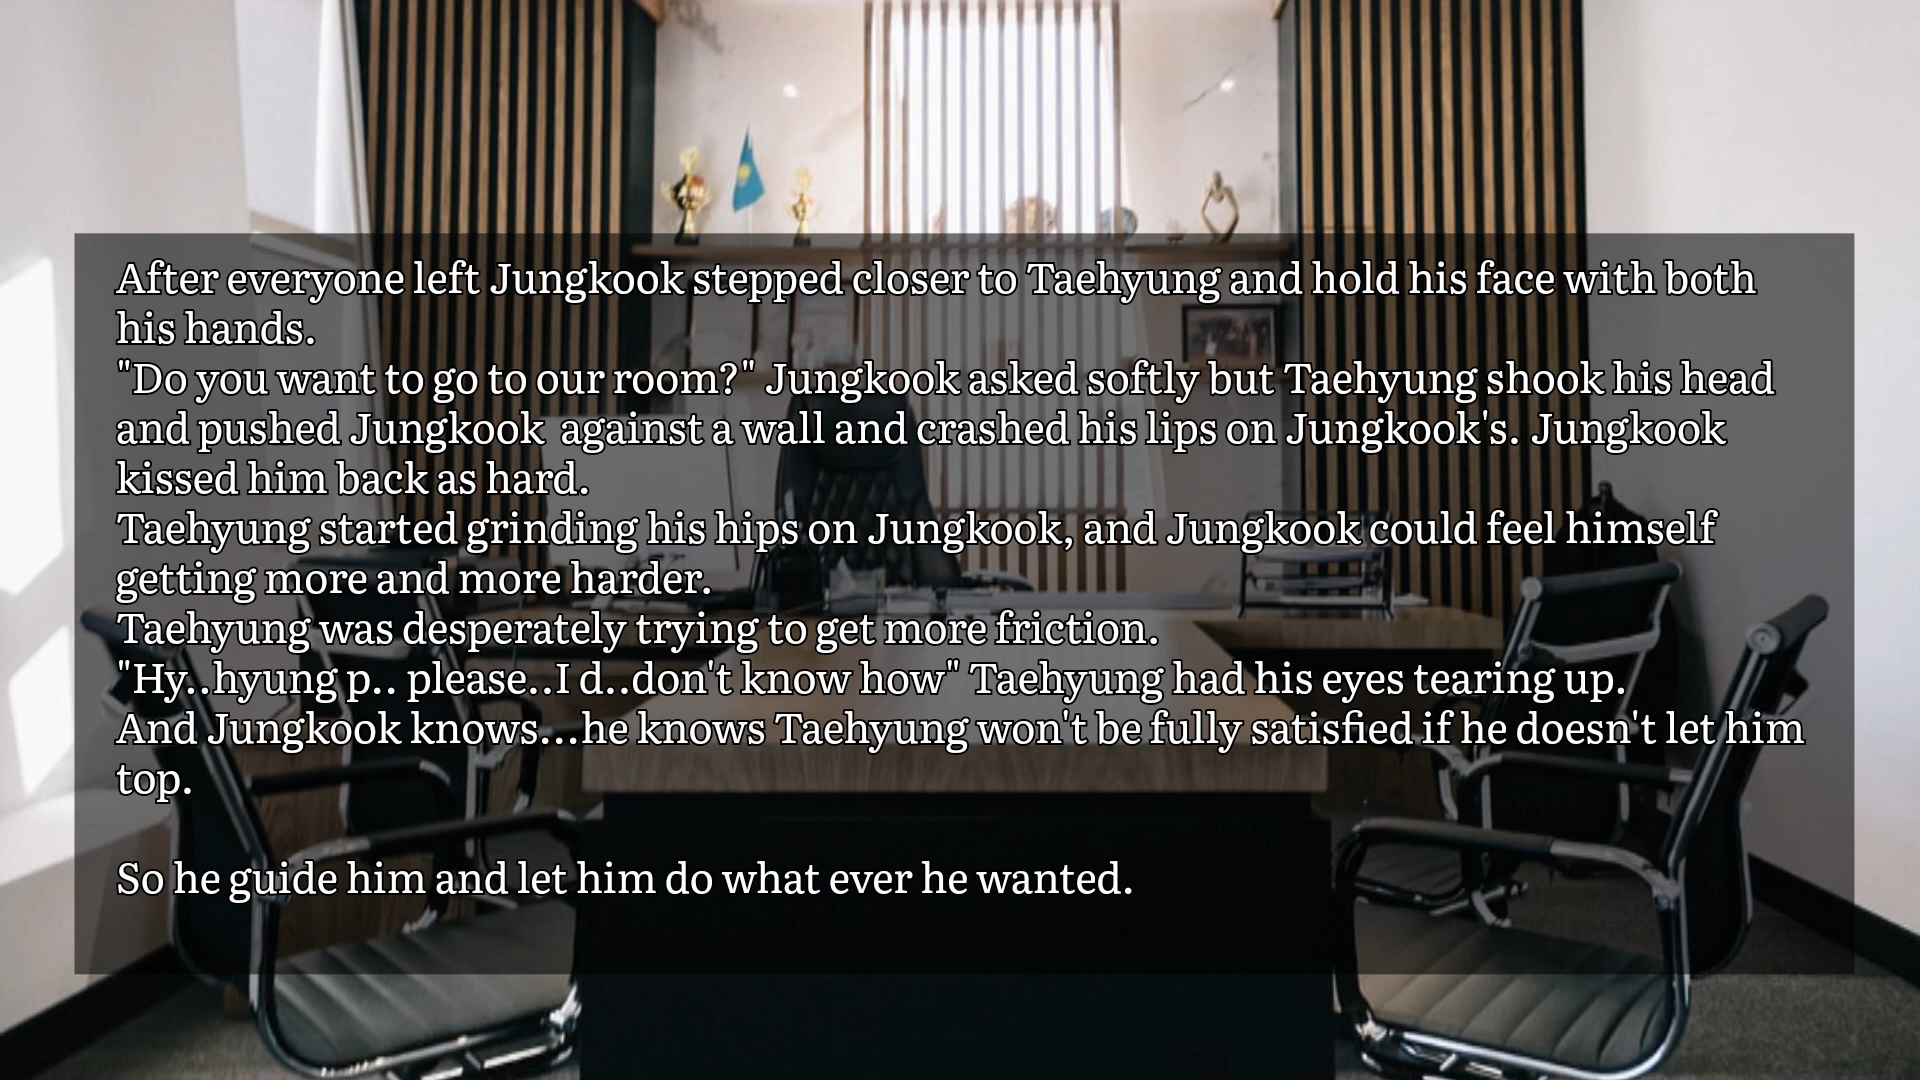 After everyone left Jungkook stepped closer to Taehyung and hold his face with both
his hands.
"Do you want to go to our room?" Jungkook asked softly but Taehyung shook his head
and pushed Jungkook  against a wall and crashed his lips on Jungkook's. Jungkook
kissed him back as hard.
Taehyung started grinding his hips on Jungkook, and Jungkook could feel himself
getting more and more harder.
Taehyung was desperately trying to get more friction.
"Hy..hyung p.. please..I d..don't know how" Taehyung had his eyes tearing up.
And Jungkook knows...he knows Taehyung won't be fully satisfied if he doesn't let him
top.
So he guide him and let him do what ever he wanted.